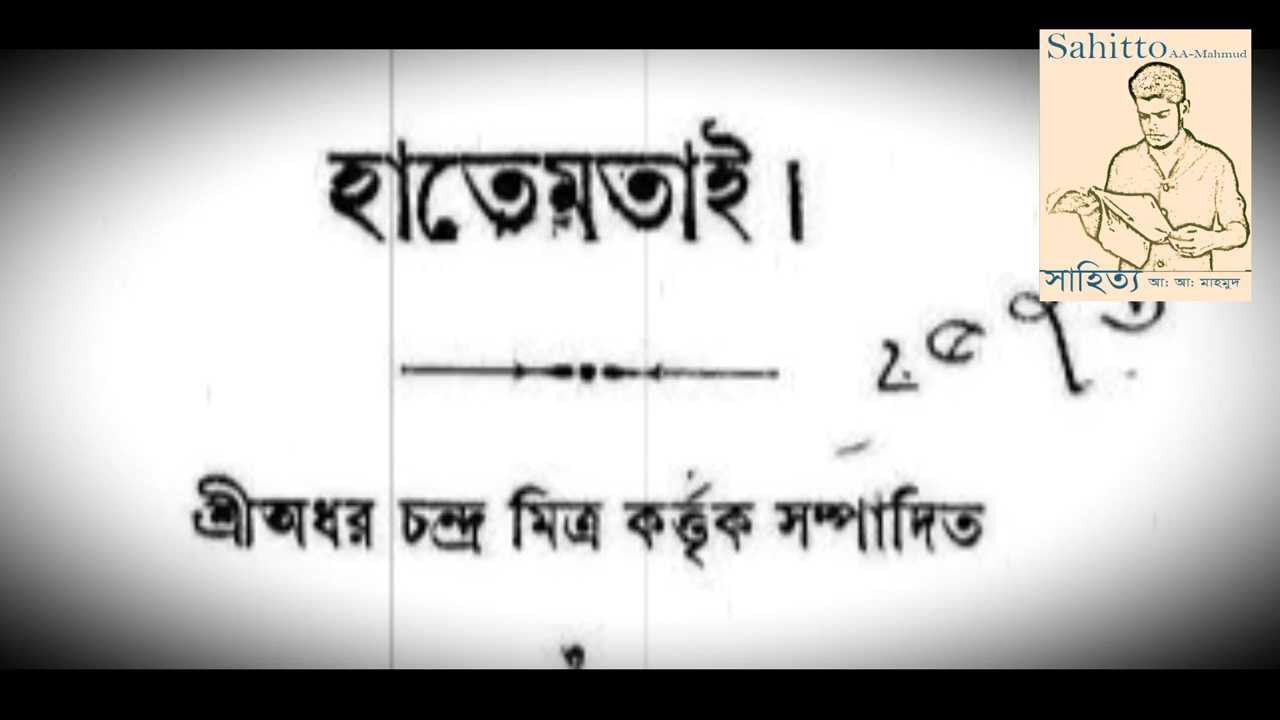 হাতেমতাই।
শ্রীঅধর চন্দ্র মিত্র কর্ত্তৃক সম্পাদিত
ও
Sahitto AA-Mahmud
সাহিত্য আ: আ: মাহমুদ